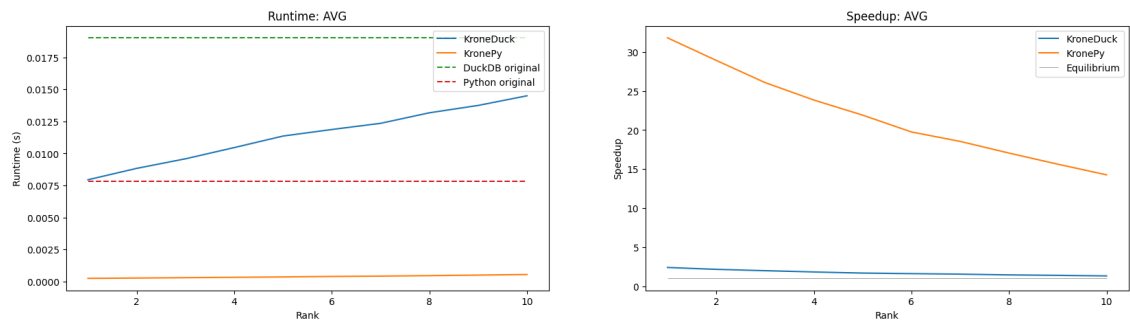 Runtime: AVG
0.0175
0.0150
0.0125
0.0100
0.0075
0.0050
0.0025
0.0000
Runtime (s)
KroneDuck
KronePy
DuckDB original
Python original
2
4
6
8
10
Rank
Speedup: AVG
30
25
20
15
10
5
0
Speedup
KroneDuck
KronePy
Equilibrium
2
4
6
8
10
Rank